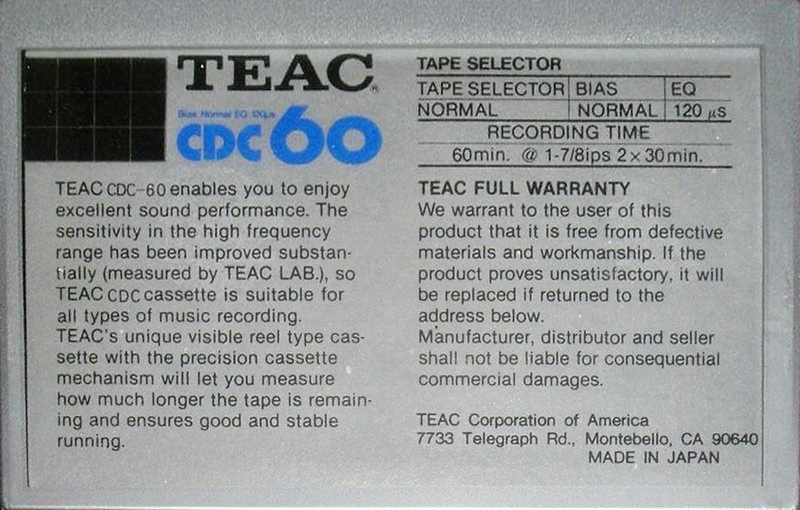 TEAC
Bias Normal EQ 120μs
CDC 60
TEAC CDC-60 enables you to enjoy
excellent sound performance. The
sensitivity in the high frequency
range has been improved substan-
tially (measured by TEAC LAB.), so
TEAC CDC cassette is suitable for
all types of music recording.
TEAC's unique visible reel type cas-
sette with the precision cassette
mechanism will let you measure
how much longer the tape is remain-
ing and ensures good and stable
running.
TAPE SELECTOR
TAPE SELECTOR BIAS EQ
NORMAL NORMAL 120 μs
RECORDING TIME
60min. @ 1-7/8ips 2×30min.
TEAC FULL WARRANTY
We warrant to the user of this
product that it is free from defective
materials and workmanship. If the
product proves unsatisfactory, it will
be replaced if returned to the
address below.
Manufacturer, distributor and seller
shall not be liable for consequential
commercial damages.
TEAC Corporation of America
7733 Telegraph Rd., Montebello, CA 90640
MADE IN JAPAN